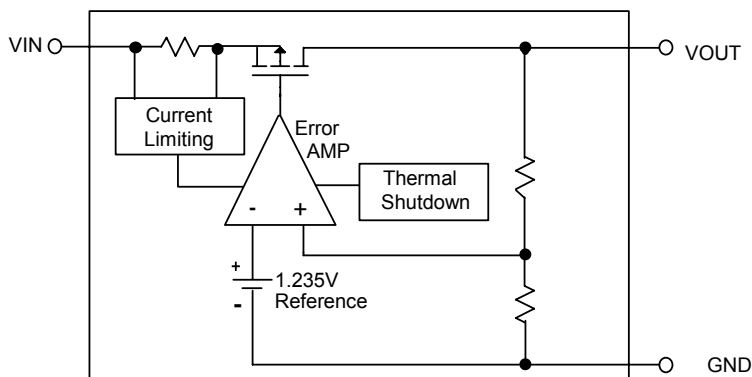 VIN
VOUT
Current
Limiting
Error
AMP
Thermal
Shutdown
- +
+
1.235V
Reference
-
GND